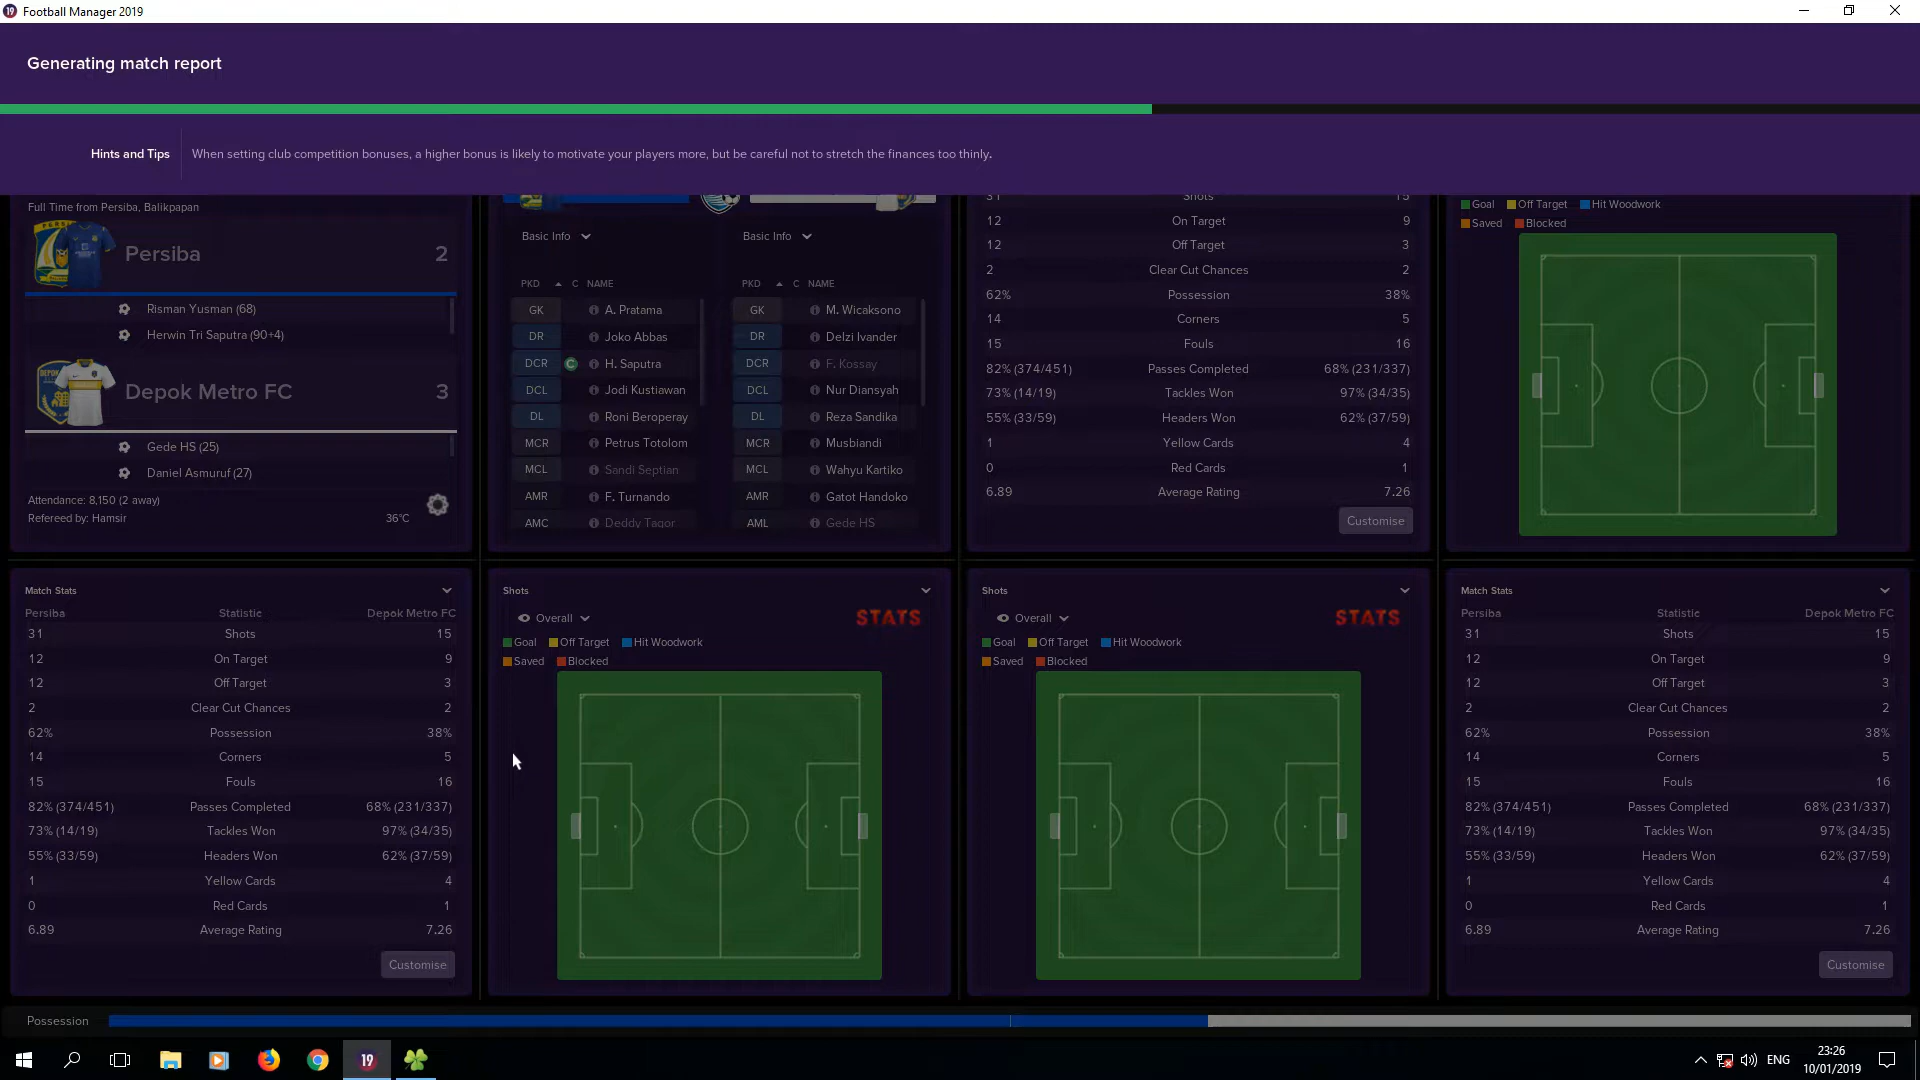 Football Manager 2019
Generating match report
Hints and Tips When setting club competition bonuses, a higher bonus is likely to motivate your players more, but be careful not to stretch the finances too thinly.
Full Time from Persiba, Balikpapan
Persiba 2
Risman Yusman (68)
Herwin Tri Saputra (90+4)
Depok Metro FC 3
Gede HS (25)
Daniel Asmuruf (27)
Attendance: 8,150 (2 away)
Refereed by: Hamsir 36°C
Basic Info
PKD C NAME
GK A. Pratama
DR Joko Abbas
DCR C H. Saputra
DCL Jodi Kustiawan
DL Roni Beroperay
MCR Petrus Totolom
MCL Sandi Septian
AMR F. Turnando
AMC Deddy Tagor
Basic Info
PKD C NAME
GK M. Wicaksono
DR Delzi Ivander
DCR F. Kossay
DCL Nur Diansyah
DL Reza Sandika
MCR Musbiandi
MCL Wahyu Kartiko
AMR Gatot Handoko
AML Gede HS
31 Shots 15
12 On Target 9
12 Off Target 3
2 Clear Cut Chances 2
62% Possession 38%
14 Corners 5
15 Fouls 16
82% (374/451) Passes Completed 68% (231/337)
73% (14/19) Tackles Won 97% (34/35)
55% (33/59) Headers Won 62% (37/59)
1 Yellow Cards 4
0 Red Cards 1
6.89 Average Rating 7.26
Customise
Goal Off Target Hit Woodwork
Saved Blocked
Match Stats
Persiba Statistic Depok Metro FC
31 Shots 15
12 On Target 9
12 Off Target 3
2 Clear Cut Chances 2
62% Possession 38%
14 Corners 5
15 Fouls 16
82% (374/451) Passes Completed 68% (231/337)
73% (14/19) Tackles Won 97% (34/35)
55% (33/59) Headers Won 62% (37/59)
1 Yellow Cards 4
0 Red Cards 1
6.89 Average Rating 7.26
Customise
Shots
Overall STATS
Goal Off Target Hit Woodwork
Saved Blocked
Shots
Overall STATS
Goal Off Target Hit Woodwork
Saved Blocked
Match Stats
Persiba Statistic Depok Metro FC
31 Shots 15
12 On Target 9
12 Off Target 3
2 Clear Cut Chances 2
62% Possession 38%
14 Corners 5
15 Fouls 16
82% (374/451) Passes Completed 68% (231/337)
73% (14/19) Tackles Won 97% (34/35)
55% (33/59) Headers Won 62% (37/59)
1 Yellow Cards 4
0 Red Cards 1
6.89 Average Rating 7.26
Customise
Possession
19
ENG
23:26
10/01/2019